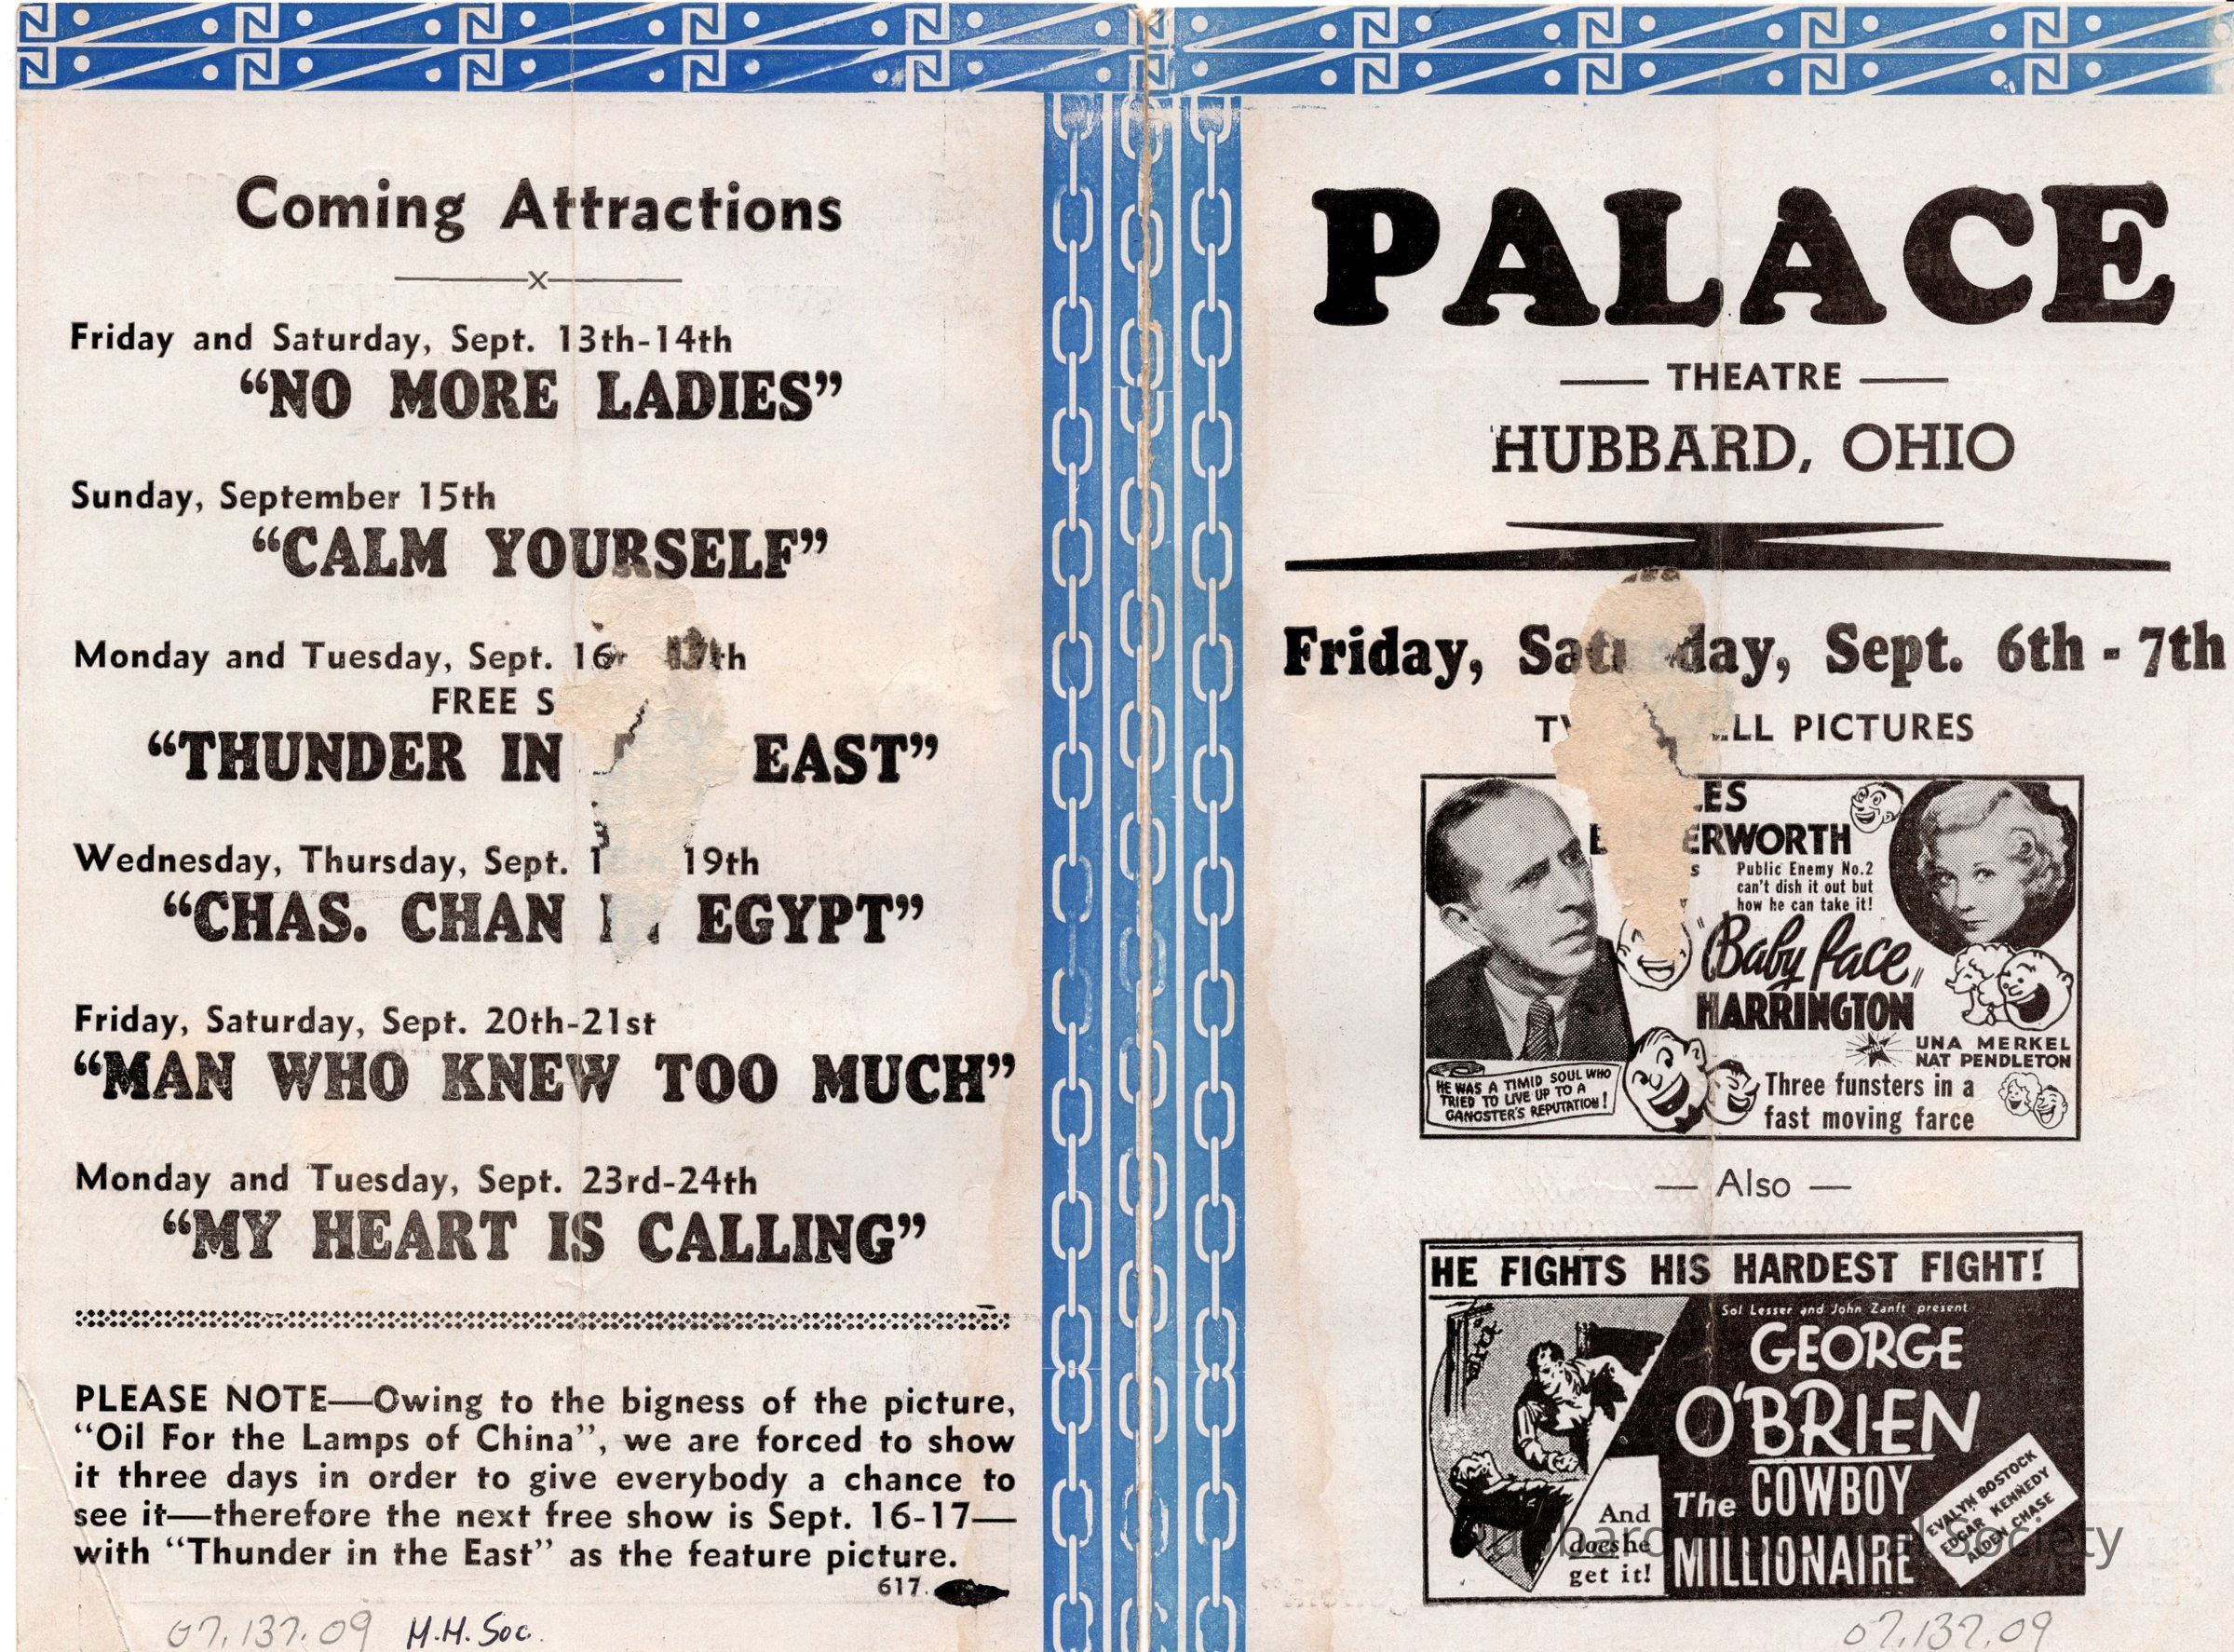 Coming Attractions
x
Friday and Saturday, Sept. 13th-14th
“NO MORE LADIES”
Sunday, September 15th
“CALM YOURSELF”
Monday and Tuesday, Sept. 16 17th
FREE S
“THUNDER IN EAST”
Wednesday, Thursday, Sept. 1 19th
“CHAS. CHAN I EGYPT”
Friday, Saturday, Sept. 20th-21st
“MAN WHO KNEW TOO MUCH”
Monday and Tuesday, Sept. 23rd-24th
“MY HEART IS CALLING”
PLEASE NOTE—Owing to the bigness of the picture,
“Oil For the Lamps of China”, we are forced to show
it three days in order to give everybody a chance to
see it—therefore the next free show is Sept. 16-17—
with “Thunder in the East” as the feature picture.
617.
07.137.09 H.H. Soc.
PALACE
THEATRE
HUBBARD, OHIO
Friday, Saturday, Sept. 6th - 7th
PICTURES
ERWORTH
Public Enemy No.2
can't dish it out but
how he can take it!
"Baby face"
HARRINGTON
UNA MERKEL
NAT PENDLETON
HE WAS A TIMID SOUL WHO
TRIED TO LIVE UP TO A
GANGSTER'S REPUTATION!
Three funsters in a
fast moving farce
— Also —
HE FIGHTS HIS HARDEST FIGHT!
Sol Lesser and John Zanft present
GEORGE
O'BRIEN
The COWBOY
MILLIONAIRE
EVALYN BOSTOCK
EDGAR KENNEDY
ALDEN CHASE
And
does he
get it!
Hubbard Historical Society
07.137.09